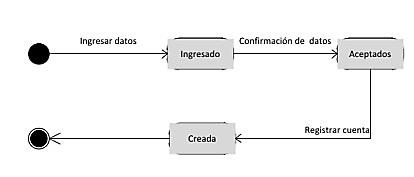 Ingresar datos
Ingresado
Confirmación de datos
Aceptados
Registrar cuenta
Creada